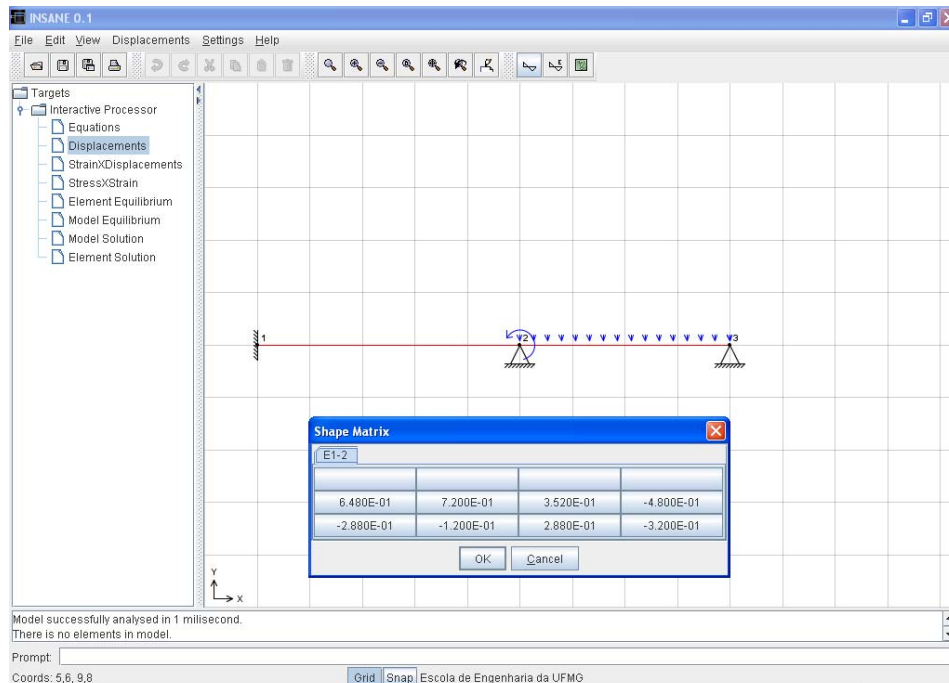 INSANE 0.1
File Edit View Displacements Settings Help
Targets
Interactive Processor
Equations
Displacements
StrainXDisplacements
StressXStrain
Element Equilibrium
Model Equilibrium
Model Solution
Element Solution
1 2 3
Shape Matrix
E1-2
6.480E-01 7.200E-01 3.520E-01 -4.800E-01
-2.880E-01 -1.200E-01 2.880E-01 -3.200E-01
OK Cancel
Y
X
Model successfully analysed in 1 milisecond.
There is no elements in model.
Prompt:
Coords: 5,6, 9,8 Grid Snap Escola de Engenharia da UFMG